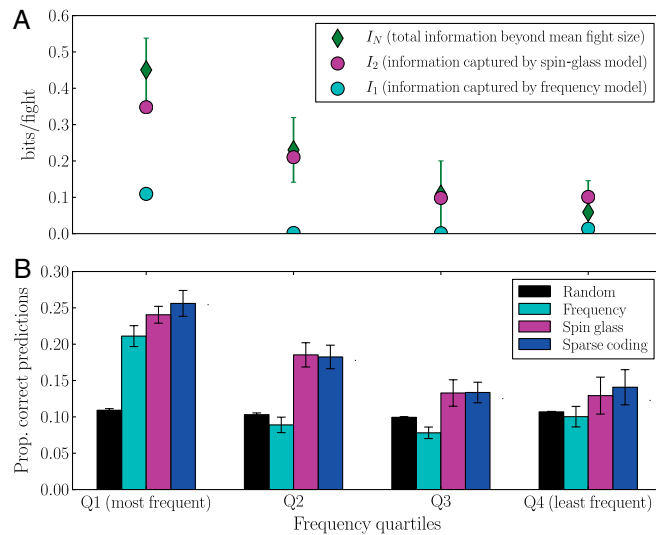 A
0.6
0.5
0.4
0.3
0.2
0.1
0.0
bits/fight
I_N (total information beyond mean fight size)
I_2 (information captured by spin-glass model)
I_1 (information captured by frequency model)
B
0.30
0.25
0.20
0.15
0.10
0.05
0.00
Prop. correct predictions
Random
Frequency
Spin glass
Sparse coding
Q1 (most frequent)
Q2
Q3
Q4 (least frequent)
Frequency quartiles